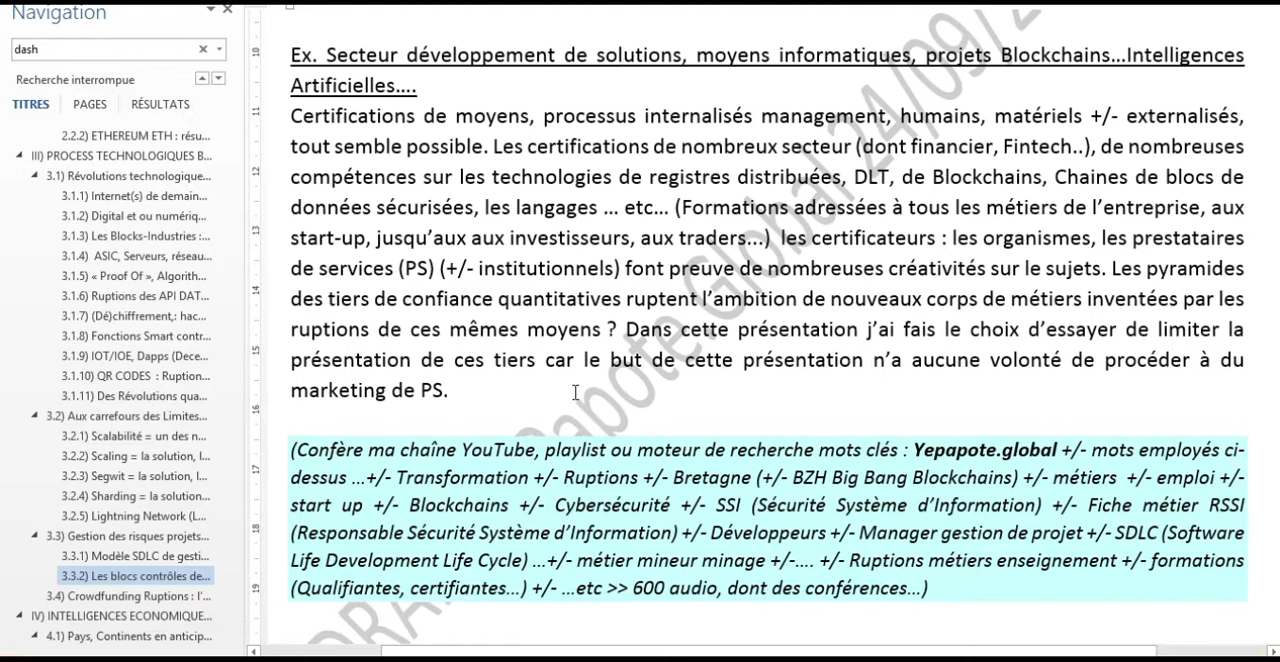 Navigation
dash
Recherche interrompue
TITRES PAGES RÉSULTATS
2.2.2) ETHEREUM ETH : résu...
III) PROCESS TECHNOLOGIQUES B...
3.1) Révolutions technologique...
3.1.1) Internet(s) de demain...
3.1.2) Digital et ou numériq...
3.1.3) Les Blocks-Industries :...
3.1.4) ASIC, Serveurs, réseau...
3.1.5) « Proof Of », Algorith...
3.1.6) Ruptions des API DAT...
3.1.7) (Dé)chiffrement,: hac...
3.1.8) Fonctions Smart contr...
3.1.9) IOT/IOE, Dapps (Dece...
3.1.10) QR CODES : Ruption...
3.1.11) Des Révolutions qua...
3.2) Aux carrefours des Limites...
3.2.1) Scalabilité = un des n...
3.2.2) Scaling = la solution, l...
3.2.3) Segwit = la solution, l...
3.2.4) Sharding = la solution...
3.2.5) Lightning Network (L...
3.3) Gestion des risques projets...
3.3.1) Modèle SDLC de gesti...
3.3.2) Les blocs contrôles de...
3.4) Crowdfunding Ruptions : l'...
IV) INTELLIGENCES ECONOMIQUE...
4.1) Pays, Continents en anticip...
10
11
12
13
14
15
16
17
18
19
Ex. Secteur développement de solutions, moyens informatiques, projets Blockchains...Intelligences
Artificielles....
Certifications de moyens, processus internalisés management, humains, matériels +/- externalisés,
tout semble possible. Les certifications de nombreux secteur (dont financier, Fintech..), de nombreuses
compétences sur les technologies de registres distribuées, DLT, de Blockchains, Chaines de blocs de
données sécurisées, les langages ... etc... (Formations adressées à tous les métiers de l'entreprise, aux
start-up, jusqu'aux aux investisseurs, aux traders...) les certificateurs : les organismes, les prestataires
de services (PS) (+/- institutionnels) font preuve de nombreuses créativités sur le sujets. Les pyramides
des tiers de confiance quantitatives ruptent l'ambition de nouveaux corps de métiers inventées par les
ruptions de ces mêmes moyens ? Dans cette présentation j'ai fais le choix d'essayer de limiter la
présentation de ces tiers car le but de cette présentation n'a aucune volonté de procéder à du
marketing de PS.
(Confère ma chaîne YouTube, playlist ou moteur de recherche mots clés : Yepapote.global +/- mots employés ci-
dessus ...+/- Transformation +/- Ruptions +/- Bretagne (+/- BZH Big Bang Blockchains) +/- métiers +/- emploi +/-
start up +/- Blockchains +/- Cybersécurité +/- SSI (Sécurité Système d'Information) +/- Fiche métier RSSI
(Responsable Sécurité Système d'Information) +/- Développeurs +/- Manager gestion de projet +/- SDLC (Software
Life Development Life Cycle) ...+/- métier mineur minage +/-.... +/- Ruptions métiers enseignement +/- formations
(Qualifiantes, certifiantes...) +/- ...etc >> 600 audio, dont des conférences...)